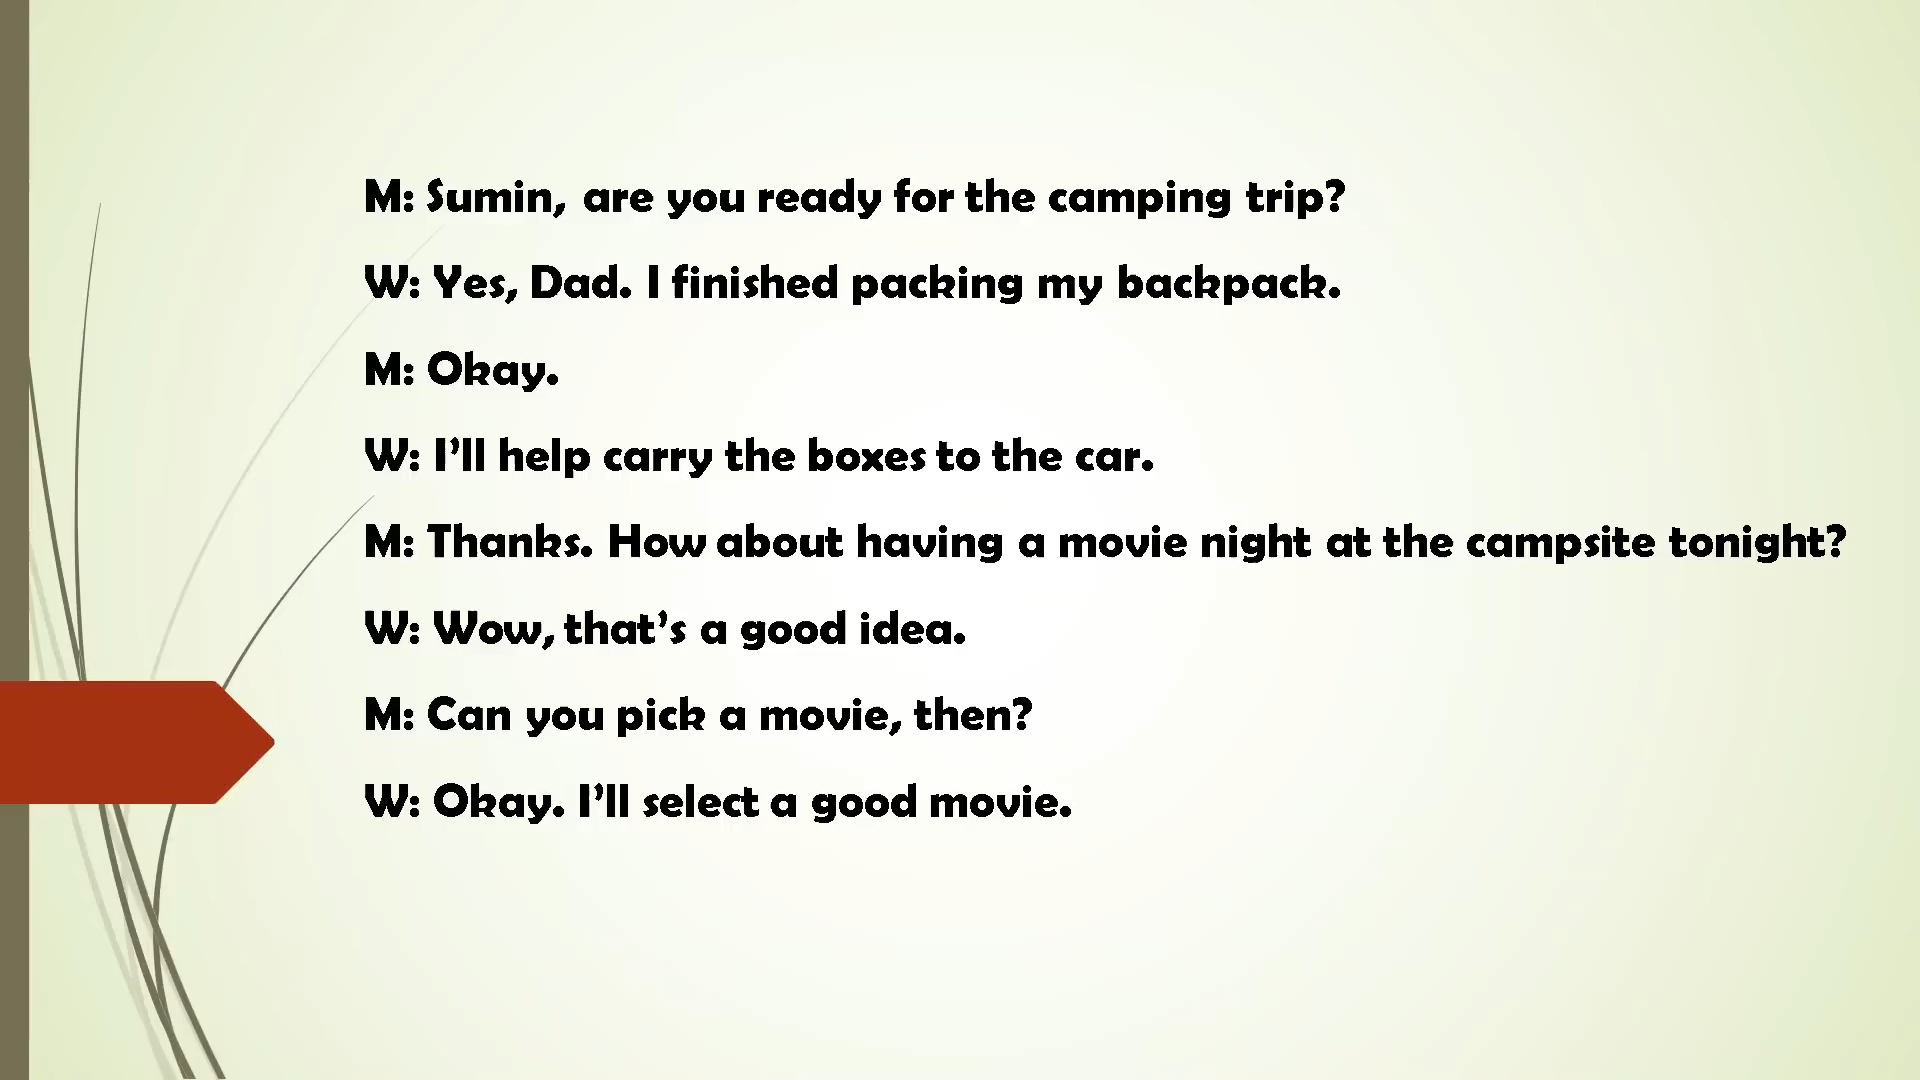 M: Sumin, are you ready for the camping trip?
W: Yes, Dad. I finished packing my backpack.
M: Okay.
W: I’ll help carry the boxes to the car.
M: Thanks. How about having a movie night at the campsite tonight?
W: Wow, that’s a good idea.
M: Can you pick a movie, then?
W: Okay. I’ll select a good movie.